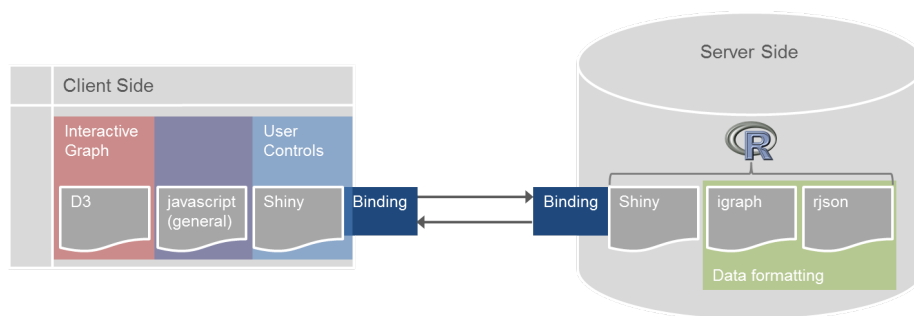 Client Side
Interactive
Graph
User
Controls
D3
javascript
(general)
Shiny
Binding
Binding
Server Side
R
Shiny
igraph
rjson
Data formatting